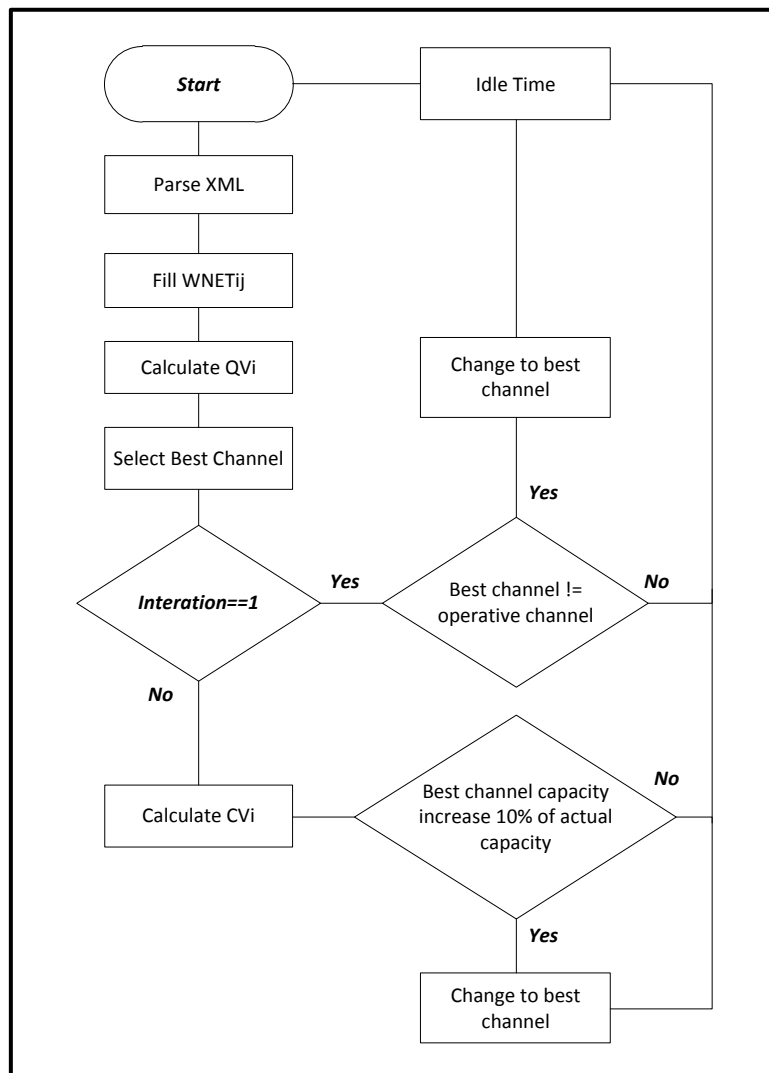 Start
Idle Time
Parse XML
Fill WNETij
Calculate QVi
Change to best
channel
Select Best Channel
Yes
Interation==1
Yes
Best channel !=
operative channel
No
No
Calculate CVi
Best channel capacity
increase 10% of actual
capacity
No
Yes
Change to best
channel